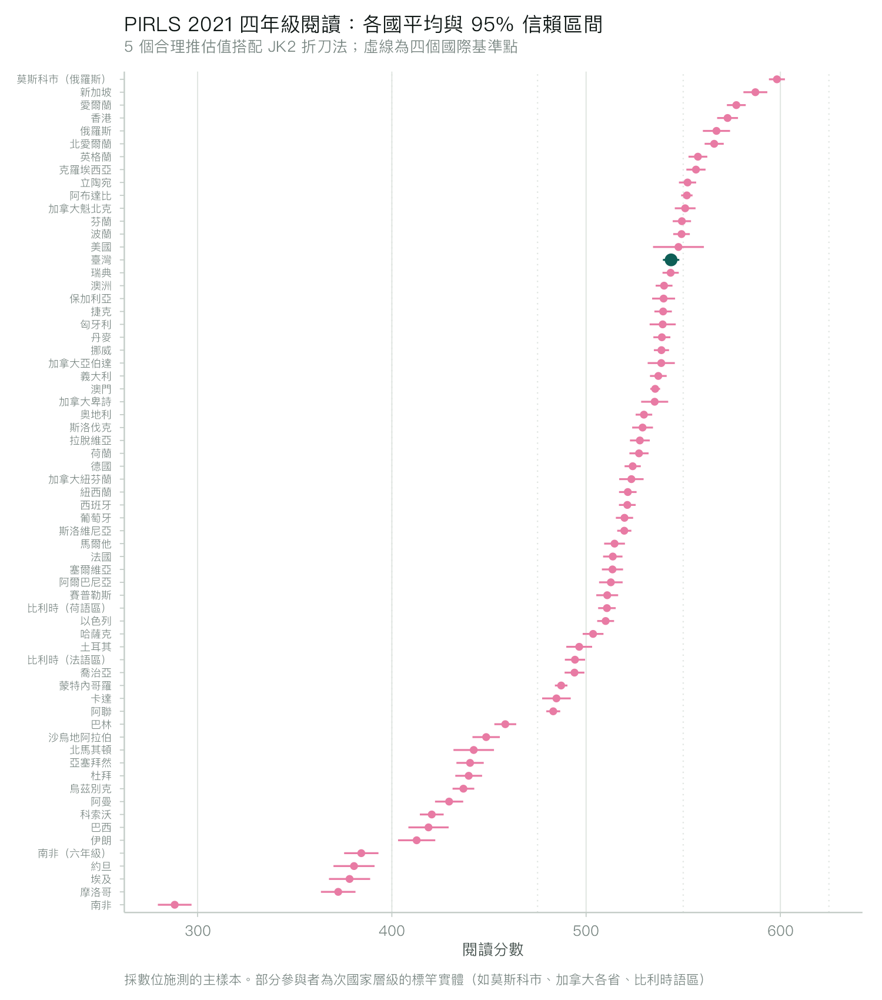 PIRLS 2021 四年級閱讀：各國平均與 95% 信賴區間
5 個合理推估值搭配 JK2 折刀法；虛線為四個國際基準點
莫斯科市（俄羅斯）
新加坡
愛爾蘭
香港
俄羅斯
北愛爾蘭
英格蘭
克羅埃西亞
立陶宛
阿布達比
加拿大魁北克
芬蘭
波蘭
美國
臺灣
瑞典
澳洲
保加利亞
捷克
匈牙利
丹麥
挪威
加拿大亞伯達
義大利
澳門
加拿大卑詩
奧地利
斯洛伐克
拉脫維亞
荷蘭
德國
加拿大紐芬蘭
紐西蘭
西班牙
葡萄牙
斯洛維尼亞
馬爾他
法國
塞爾維亞
阿爾巴尼亞
賽普勒斯
比利時（荷語區）
以色列
哈薩克
土耳其
比利時（法語區）
喬治亞
蒙特內哥羅
卡達
阿聯
巴林
沙烏地阿拉伯
北馬其頓
亞塞拜然
杜拜
烏茲別克
阿曼
科索沃
巴西
伊朗
南非（六年級）
約旦
埃及
摩洛哥
南非
300 400 500 600
閱讀分數
採數位施測的主樣本。部分參與者為次國家層級的標竿實體（如莫斯科市、加拿大各省、比利時語區）